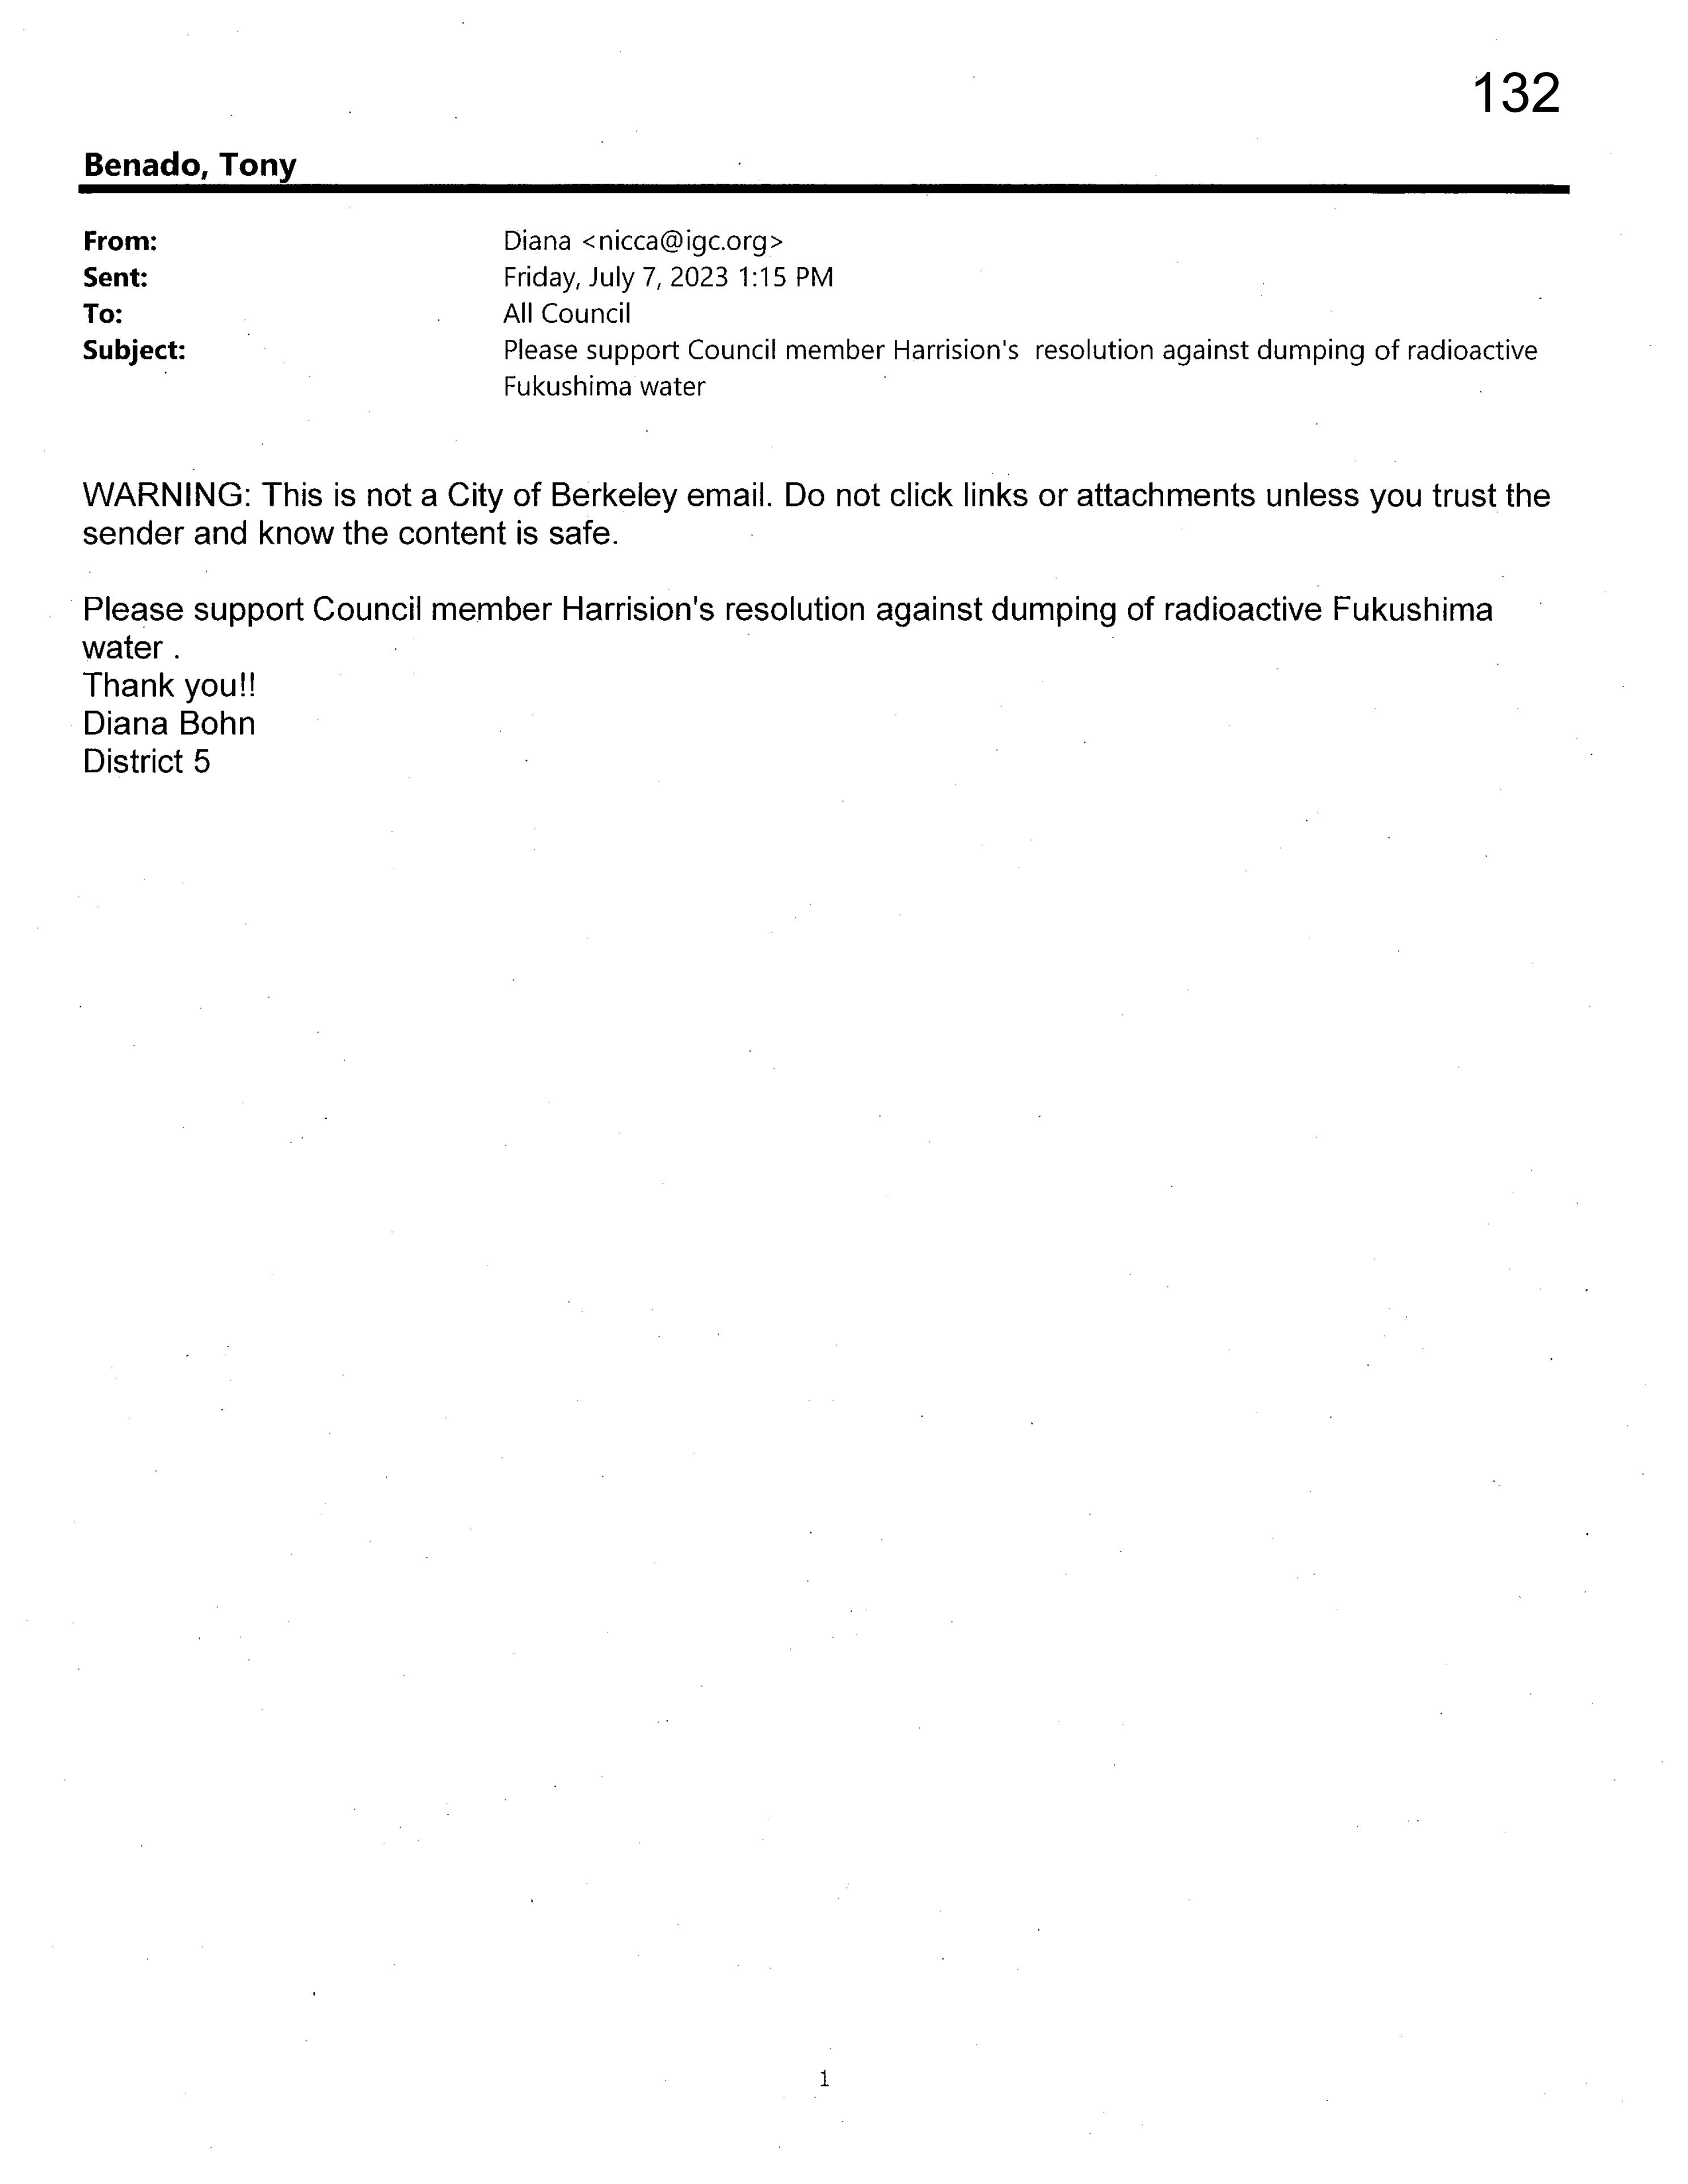 132
Benado, Tony
From: Diana <nicca@igc.org>
Sent: Friday, July 7, 2023 1:15 PM
To: All Council
Subject: Please support Council member Harrision's  resolution against dumping of radioactive
Fukushima water
WARNING: This is not a City of Berkeley email. Do not click links or attachments unless you trust the
sender and know the content is safe.
Please support Council member Harrision's resolution against dumping of radioactive Fukushima
water .
Thank you!!
Diana Bohn
District 5
1